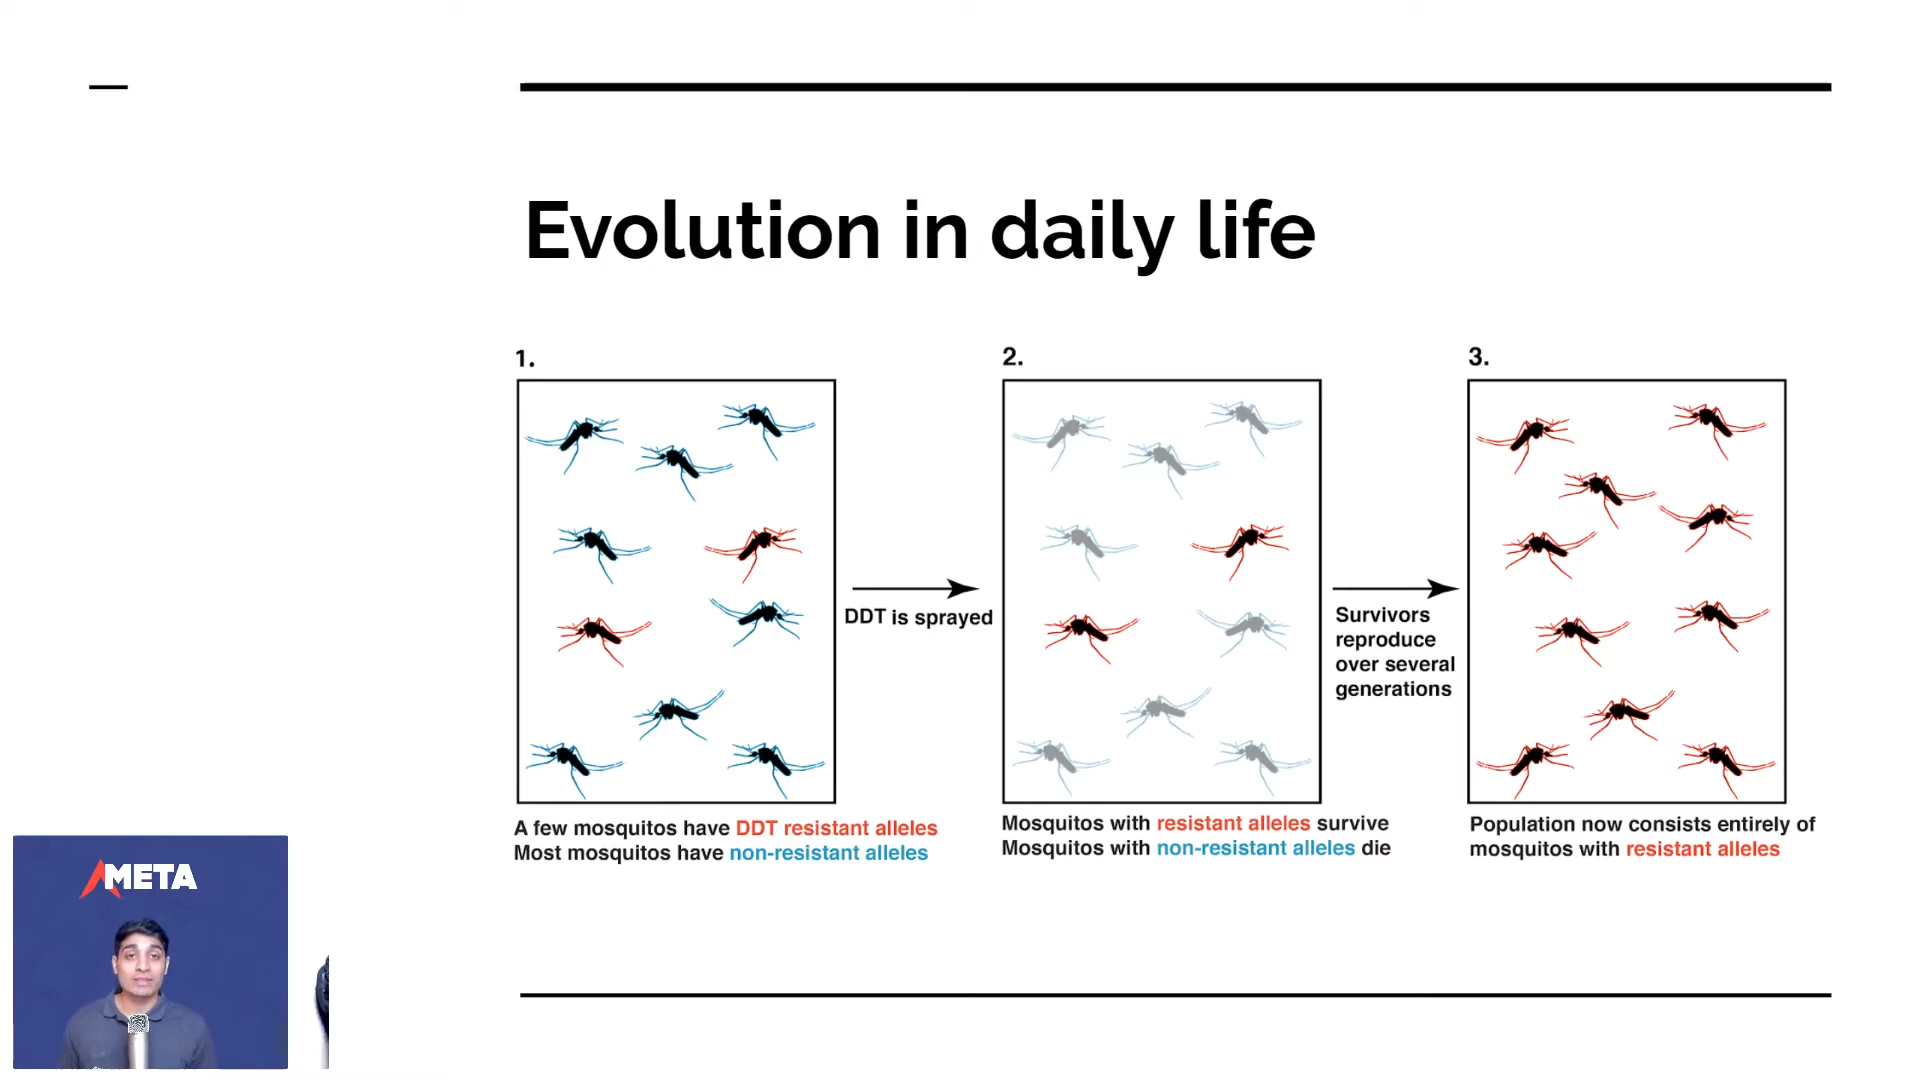 Evolution in daily life
1.
2.
3.
DDT is sprayed
Survivors
reproduce
over several
generations
A few mosquitos have DDT resistant alleles
Most mosquitos have non-resistant alleles
Mosquitos with resistant alleles survive
Mosquitos with non-resistant alleles die
Population now consists entirely of
mosquitos with resistant alleles
META